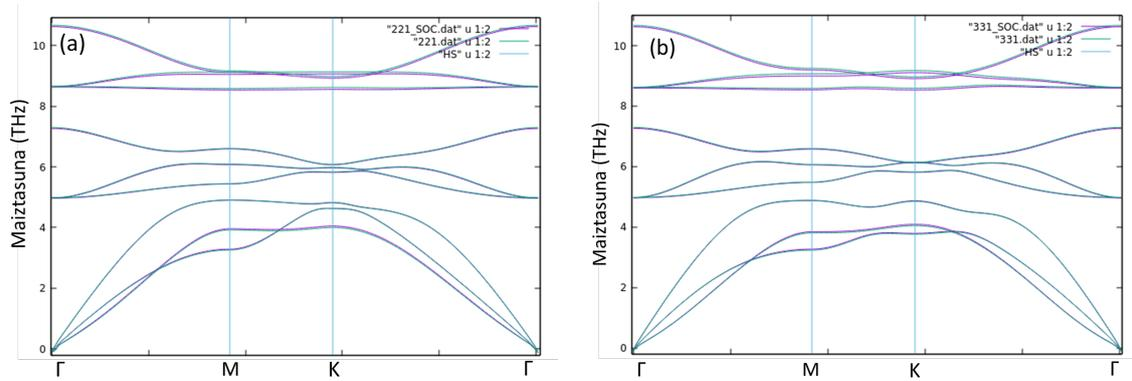 (a)
"221_SOC.dat" u 1:2
"221.dat" u 1:2
"HS" u 1:2
Maiztasuna (THz)
10
8
6
4
2
0
Γ M K Γ
(b)
"331_SOC.dat" u 1:2
"331.dat" u 1:2
"HS" u 1:2
Maiztasuna (THz)
10
8
6
4
2
0
Γ M K Γ